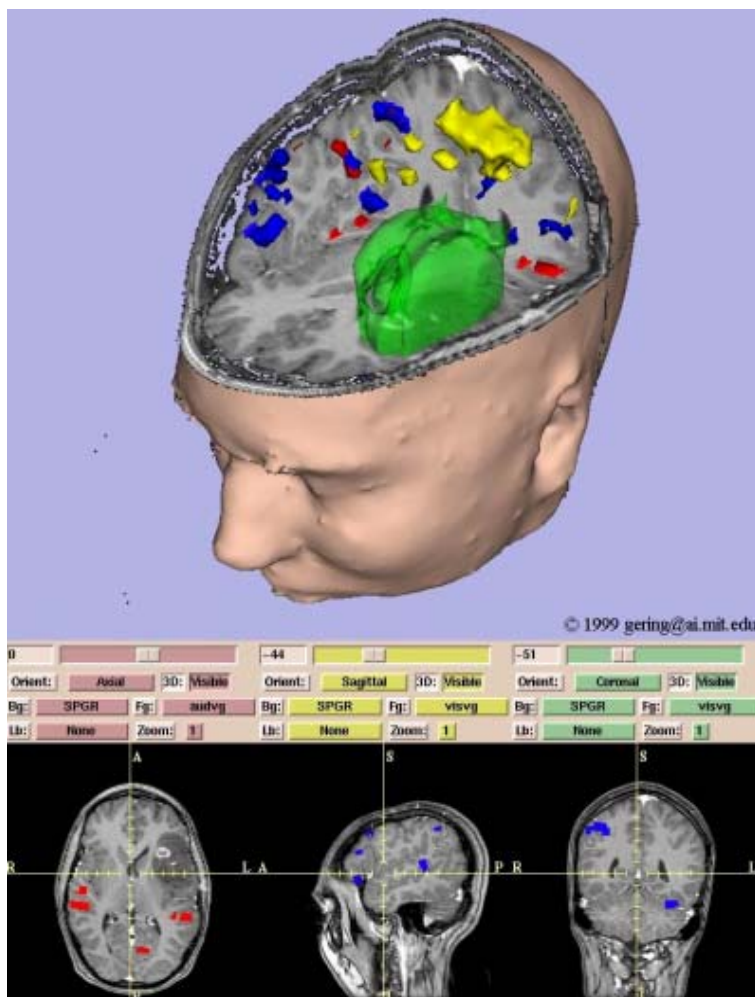 © 1999 gering@ai.mit.edu
0 -44 -51
Orient: Axial 3D: Visible Orient: Sagittal 3D: Visible Orient: Coronal 3D: Visible
Bg: SPGR Fg: audvg Bg: SPGR Fg: visvg Bg: SPGR Fg: visvg
Lb: None Zoom: 1 Lb: None Zoom: 1 Lb: None Zoom: 1
A S S
R L A P R L